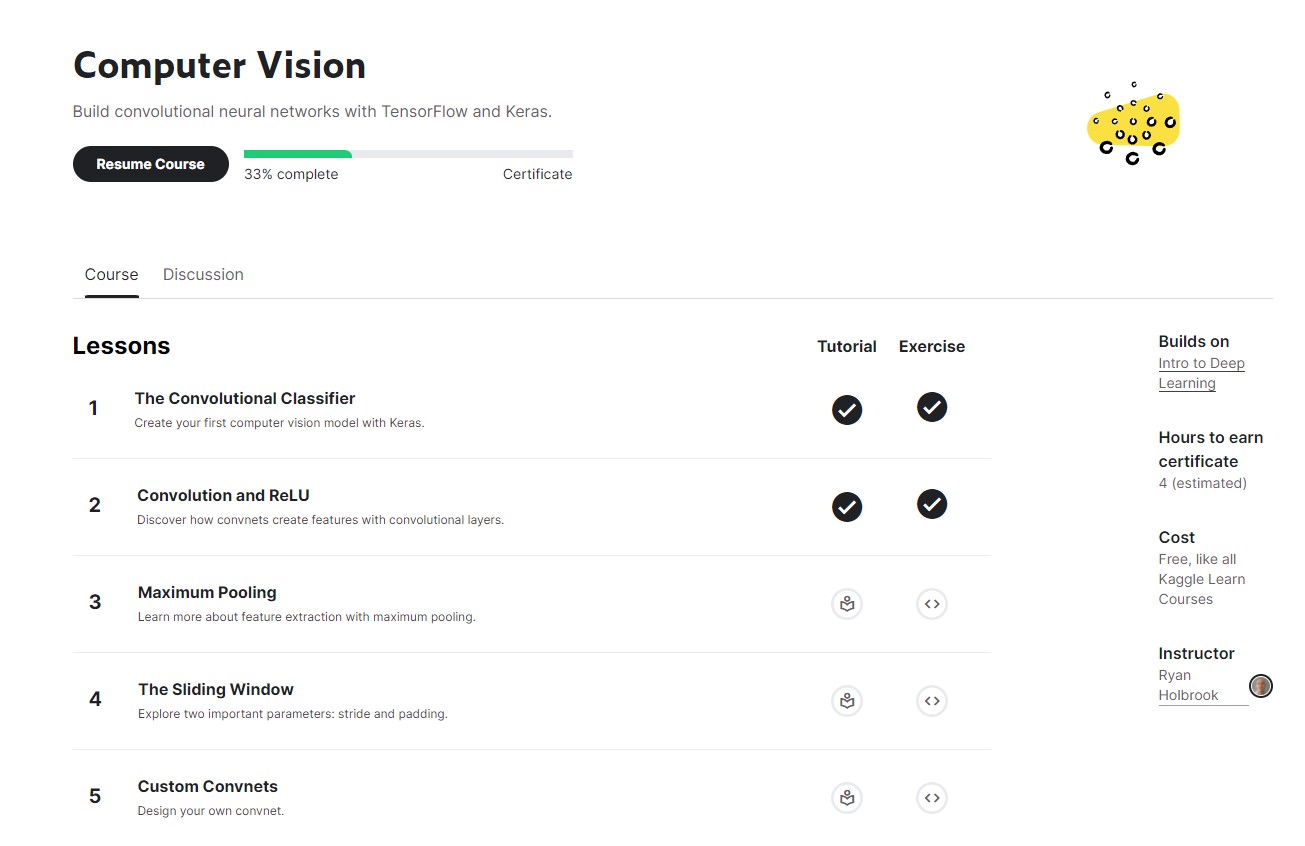 Computer Vision
Build convolutional neural networks with TensorFlow and Keras.
Resume Course
33% complete Certificate
Course Discussion
Lessons Tutorial Exercise
1 The Convolutional Classifier
Create your first computer vision model with Keras.
2 Convolution and ReLU
Discover how convnets create features with convolutional layers.
3 Maximum Pooling
Learn more about feature extraction with maximum pooling.
4 The Sliding Window
Explore two important parameters: stride and padding.
5 Custom Convnets
Design your own convnet.
Builds on
Intro to Deep
Learning
Hours to earn
certificate
4 (estimated)
Cost
Free, like all
Kaggle Learn
Courses
Instructor
Ryan
Holbrook